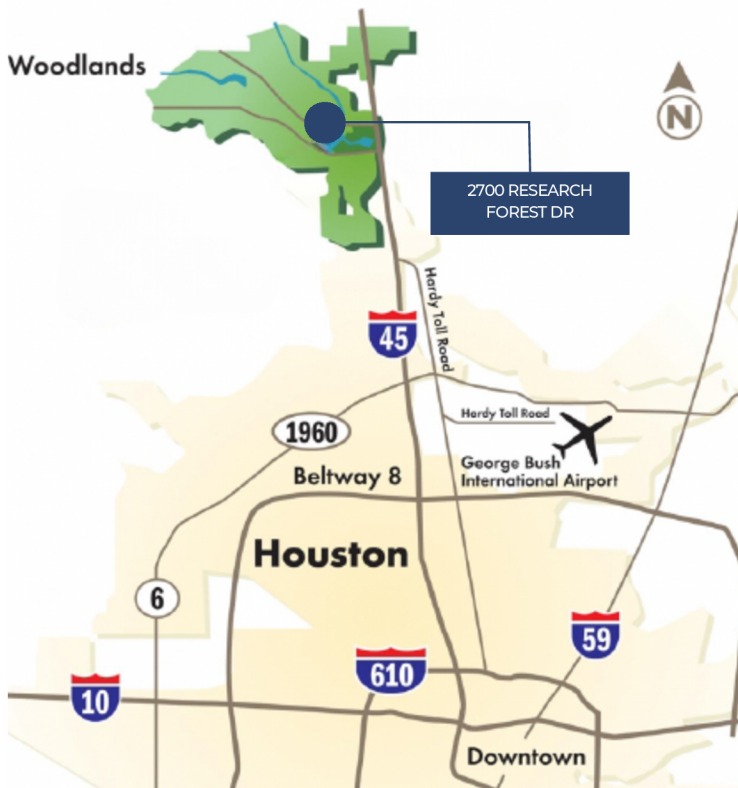 Woodlands
N
2700 RESEARCH
FOREST DR
Hardy Toll Road
45
Hardy Toll Road
1960
George Bush
International Airport
Beltway 8
Houston
6
59
610
10
Downtown